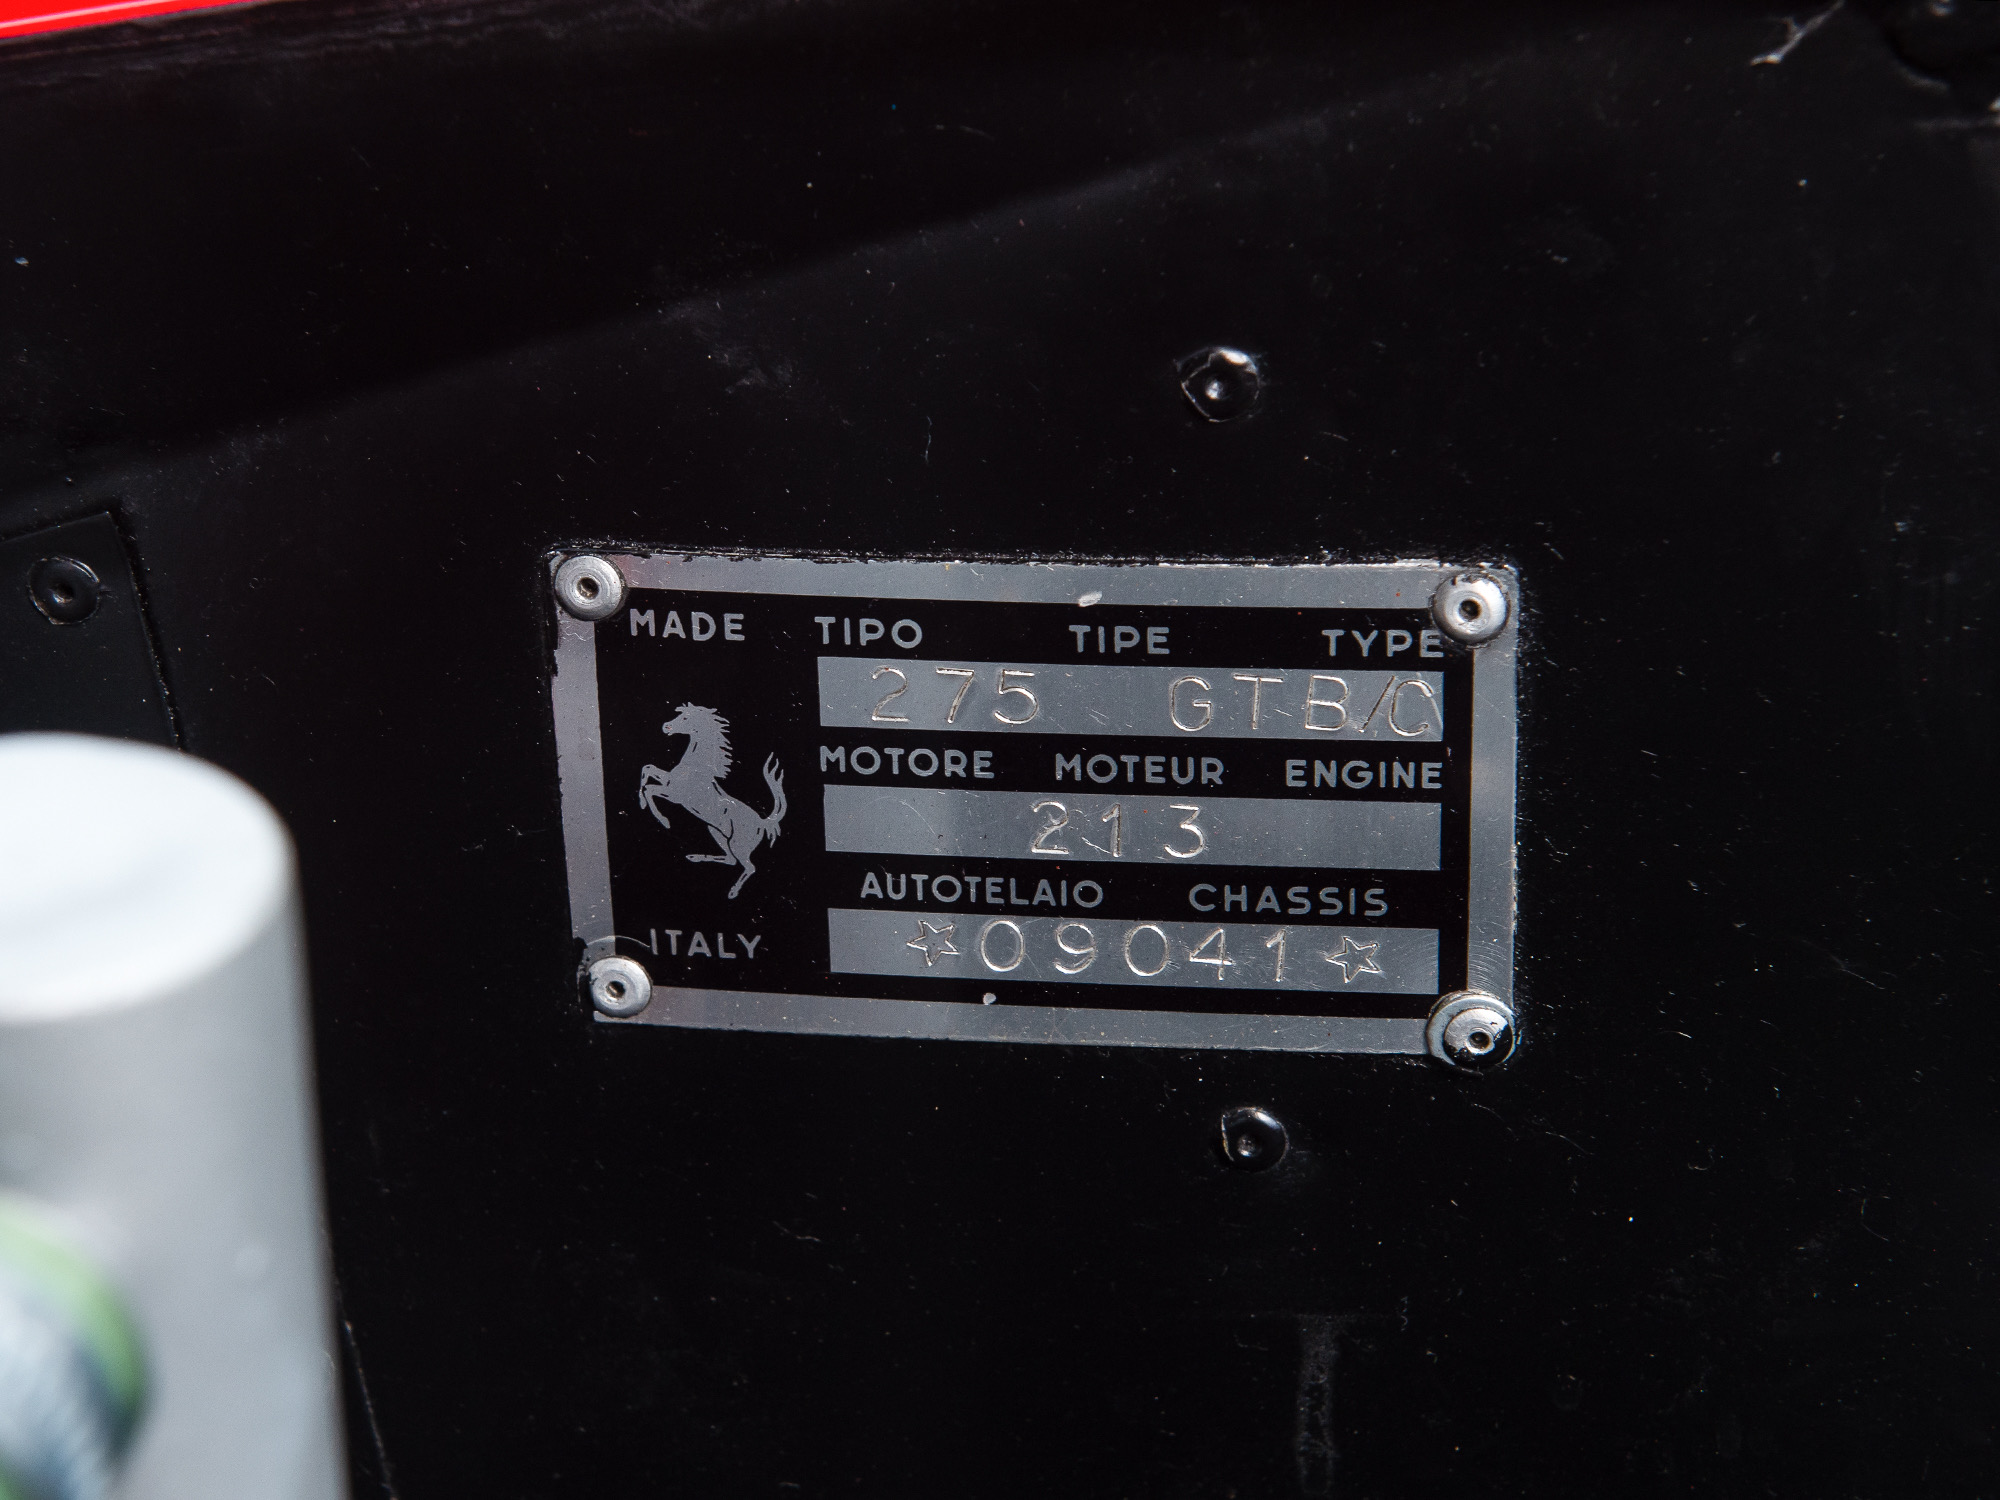 MADE TIPO TIPE TYPE
275 GTB/C
MOTORE MOTEUR ENGINE
213
AUTOTELAIO CHASSIS
ITALY ☆09041☆